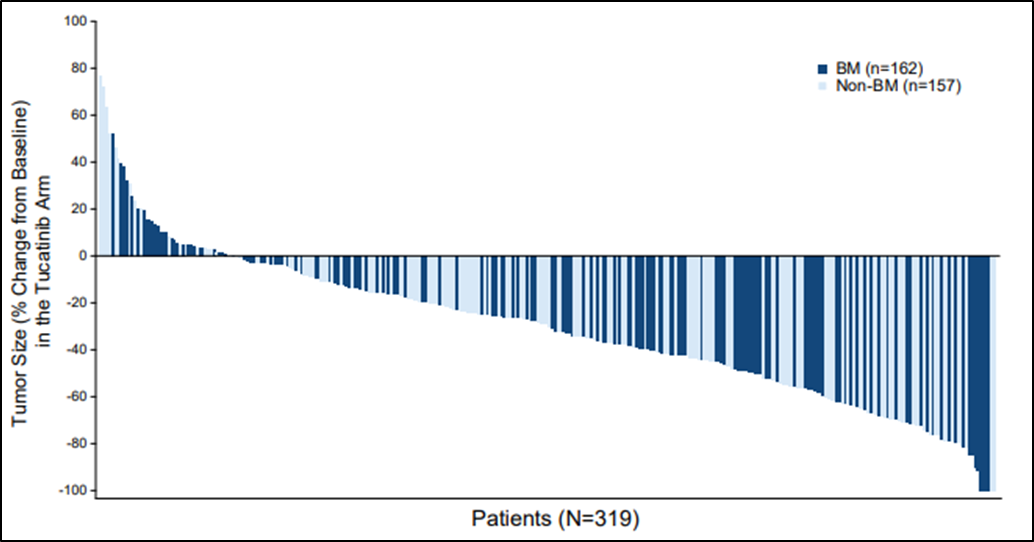 Tumor Size (% Change from Baseline)
in the Tucatinib Arm
100
80
60
40
20
0
-20
-40
-60
-80
-100
BM (n=162)
Non-BM (n=157)
Patients (N=319)